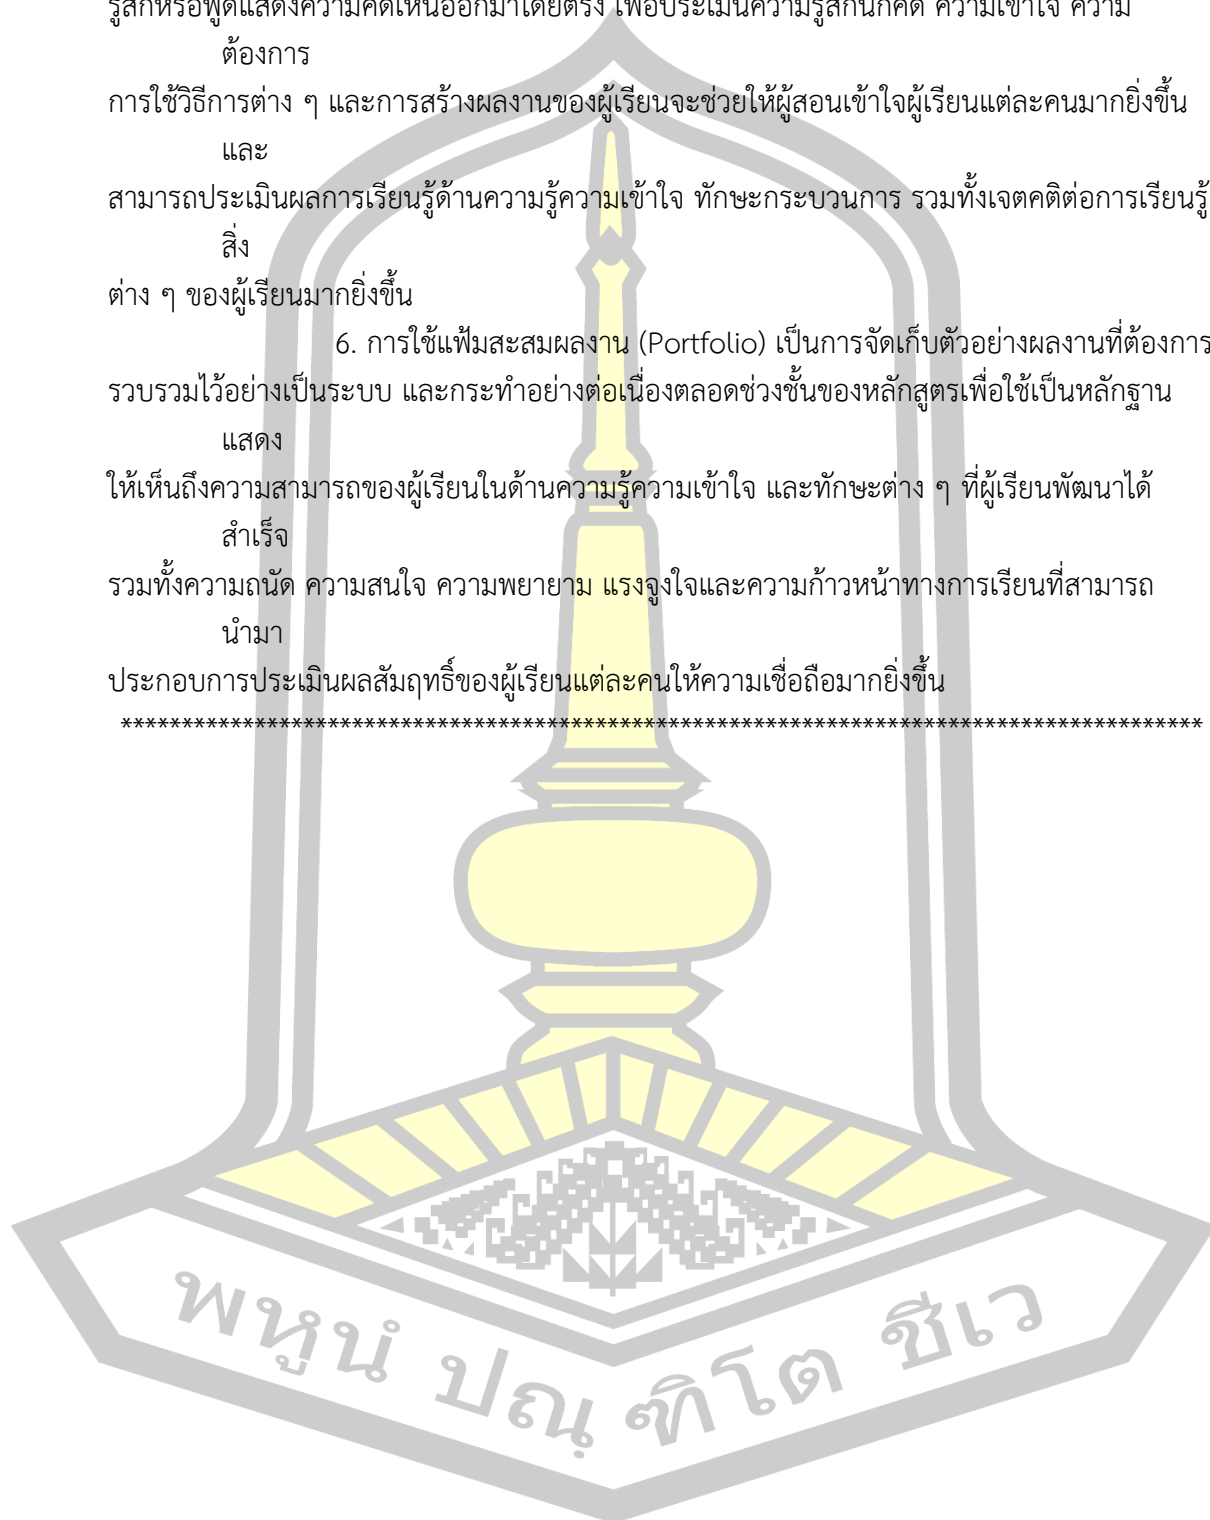 รู้สึกหรือพูดแสดงความคิดเห็นออกมาโดยตรง เพื่อประเมินความรู้สึกนึกคิด ความเข้าใจ ความ
ต้องการ
การใช้วิธีการต่าง ๆ และการสร้างผลงานของผู้เรียนจะช่วยให้ผู้สอนเข้าใจผู้เรียนแต่ละคนมากยิ่งขึ้น
และ
สามารถประเมินผลการเรียนรู้ด้านความรู้ความเข้าใจ ทักษะกระบวนการ รวมทั้งเจตคติต่อการเรียนรู้
สิ่ง
ต่าง ๆ ของผู้เรียนมากยิ่งขึ้น
6. การใช้แฟ้มสะสมผลงาน (Portfolio) เป็นการจัดเก็บตัวอย่างผลงานที่ต้องการ
รวบรวมไว้อย่างเป็นระบบ และกระทำอย่างต่อเนื่องตลอดช่วงชั้นของหลักสูตรเพื่อใช้เป็นหลักฐาน
แสดง
ให้เห็นถึงความสามารถของผู้เรียนในด้านความรู้ความเข้าใจ และทักษะต่าง ๆ ที่ผู้เรียนพัฒนาได้
สำเร็จ
รวมทั้งความถนัด ความสนใจ ความพยายาม แรงจูงใจและความก้าวหน้าทางการเรียนที่สามารถ
นำมา
ประกอบการประเมินผลสัมฤทธิ์ของผู้เรียนแต่ละคนให้ความเชื่อถือมากยิ่งขึ้น
*****************************************************************************************
พหูนํ ปณฺฑิโต ชีเว